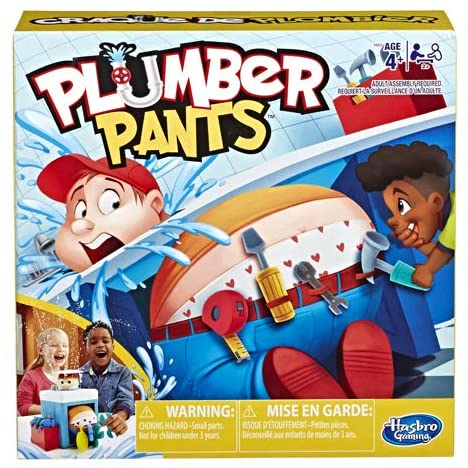 CRAQUE DE PLOMBIER
PLUMBER
PANTS™
AGE
4+
2+
ADULT ASSEMBLY REQUIRED.
REQUIERT LA SURVEILLANCE D'UN ADULTE.
WARNING:
CHOKING HAZARD–Small parts.
Not for children under 3 years.
MISE EN GARDE:
RISQUE D'ÉTOUFFEMENT–Petites pièces.
Déconseillé aux enfants de moins de 3 ans.
Hasbro
Gaming